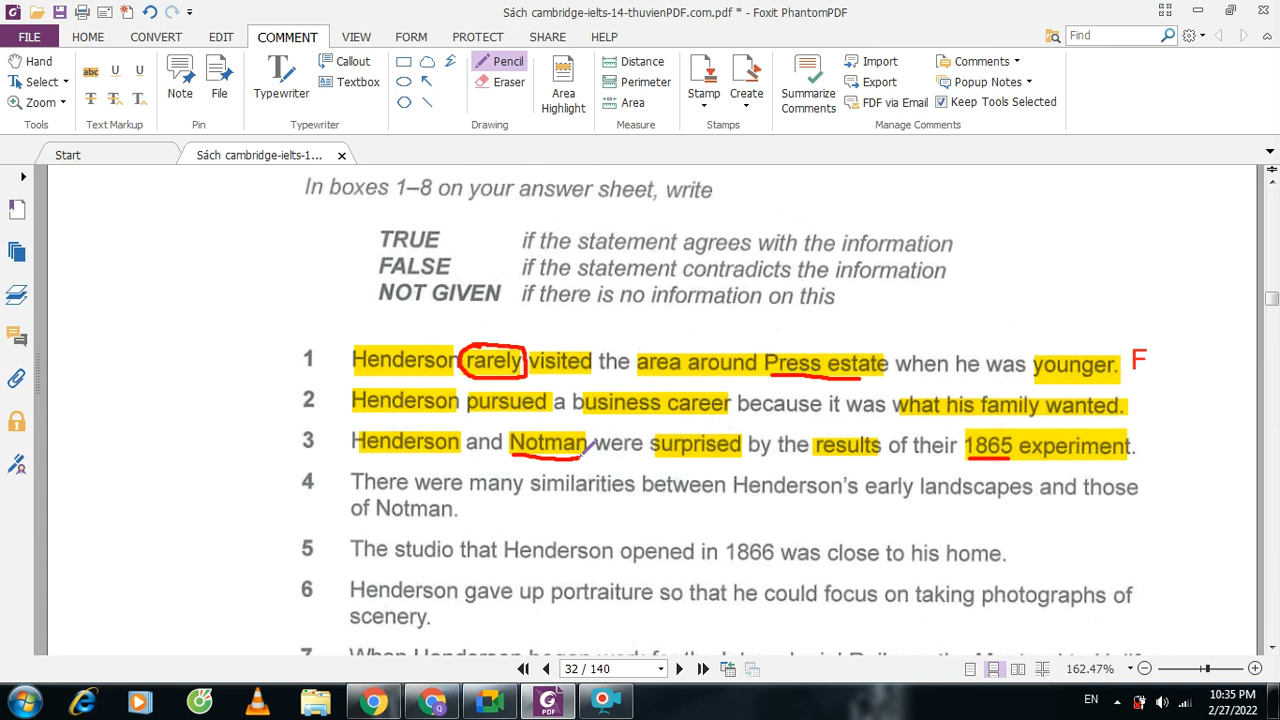 Sách cambridge-ielts-14-thuvienPDF.com.pdf * - Foxit PhantomPDF
FILE HOME CONVERT EDIT COMMENT VIEW FORM PROTECT SHARE HELP Find
Hand Select Zoom Tools
abc U U T T T Text Markup
Note File Pin
Typewriter Callout Textbox Typewriter
Pencil Eraser Drawing
Area Highlight Distance Perimeter Area Measure
Stamp Create Stamps
Summarize Comments Import Export FDF via Email Comments Popup Notes Keep Tools Selected Manage Comments
Start Sách cambridge-ielts-1... x
In boxes 1–8 on your answer sheet, write
TRUE if the statement agrees with the information
FALSE if the statement contradicts the information
NOT GIVEN if there is no information on this
1 Henderson rarely visited the area around Press estate when he was younger. F
2 Henderson pursued a business career because it was what his family wanted.
3 Henderson and Notman were surprised by the results of their 1865 experiment.
4 There were many similarities between Henderson's early landscapes and those
of Notman.
5 The studio that Henderson opened in 1866 was close to his home.
6 Henderson gave up portraiture so that he could focus on taking photographs of
scenery.
32 / 140 162.47%
EN 10:35 PM
2/27/2022